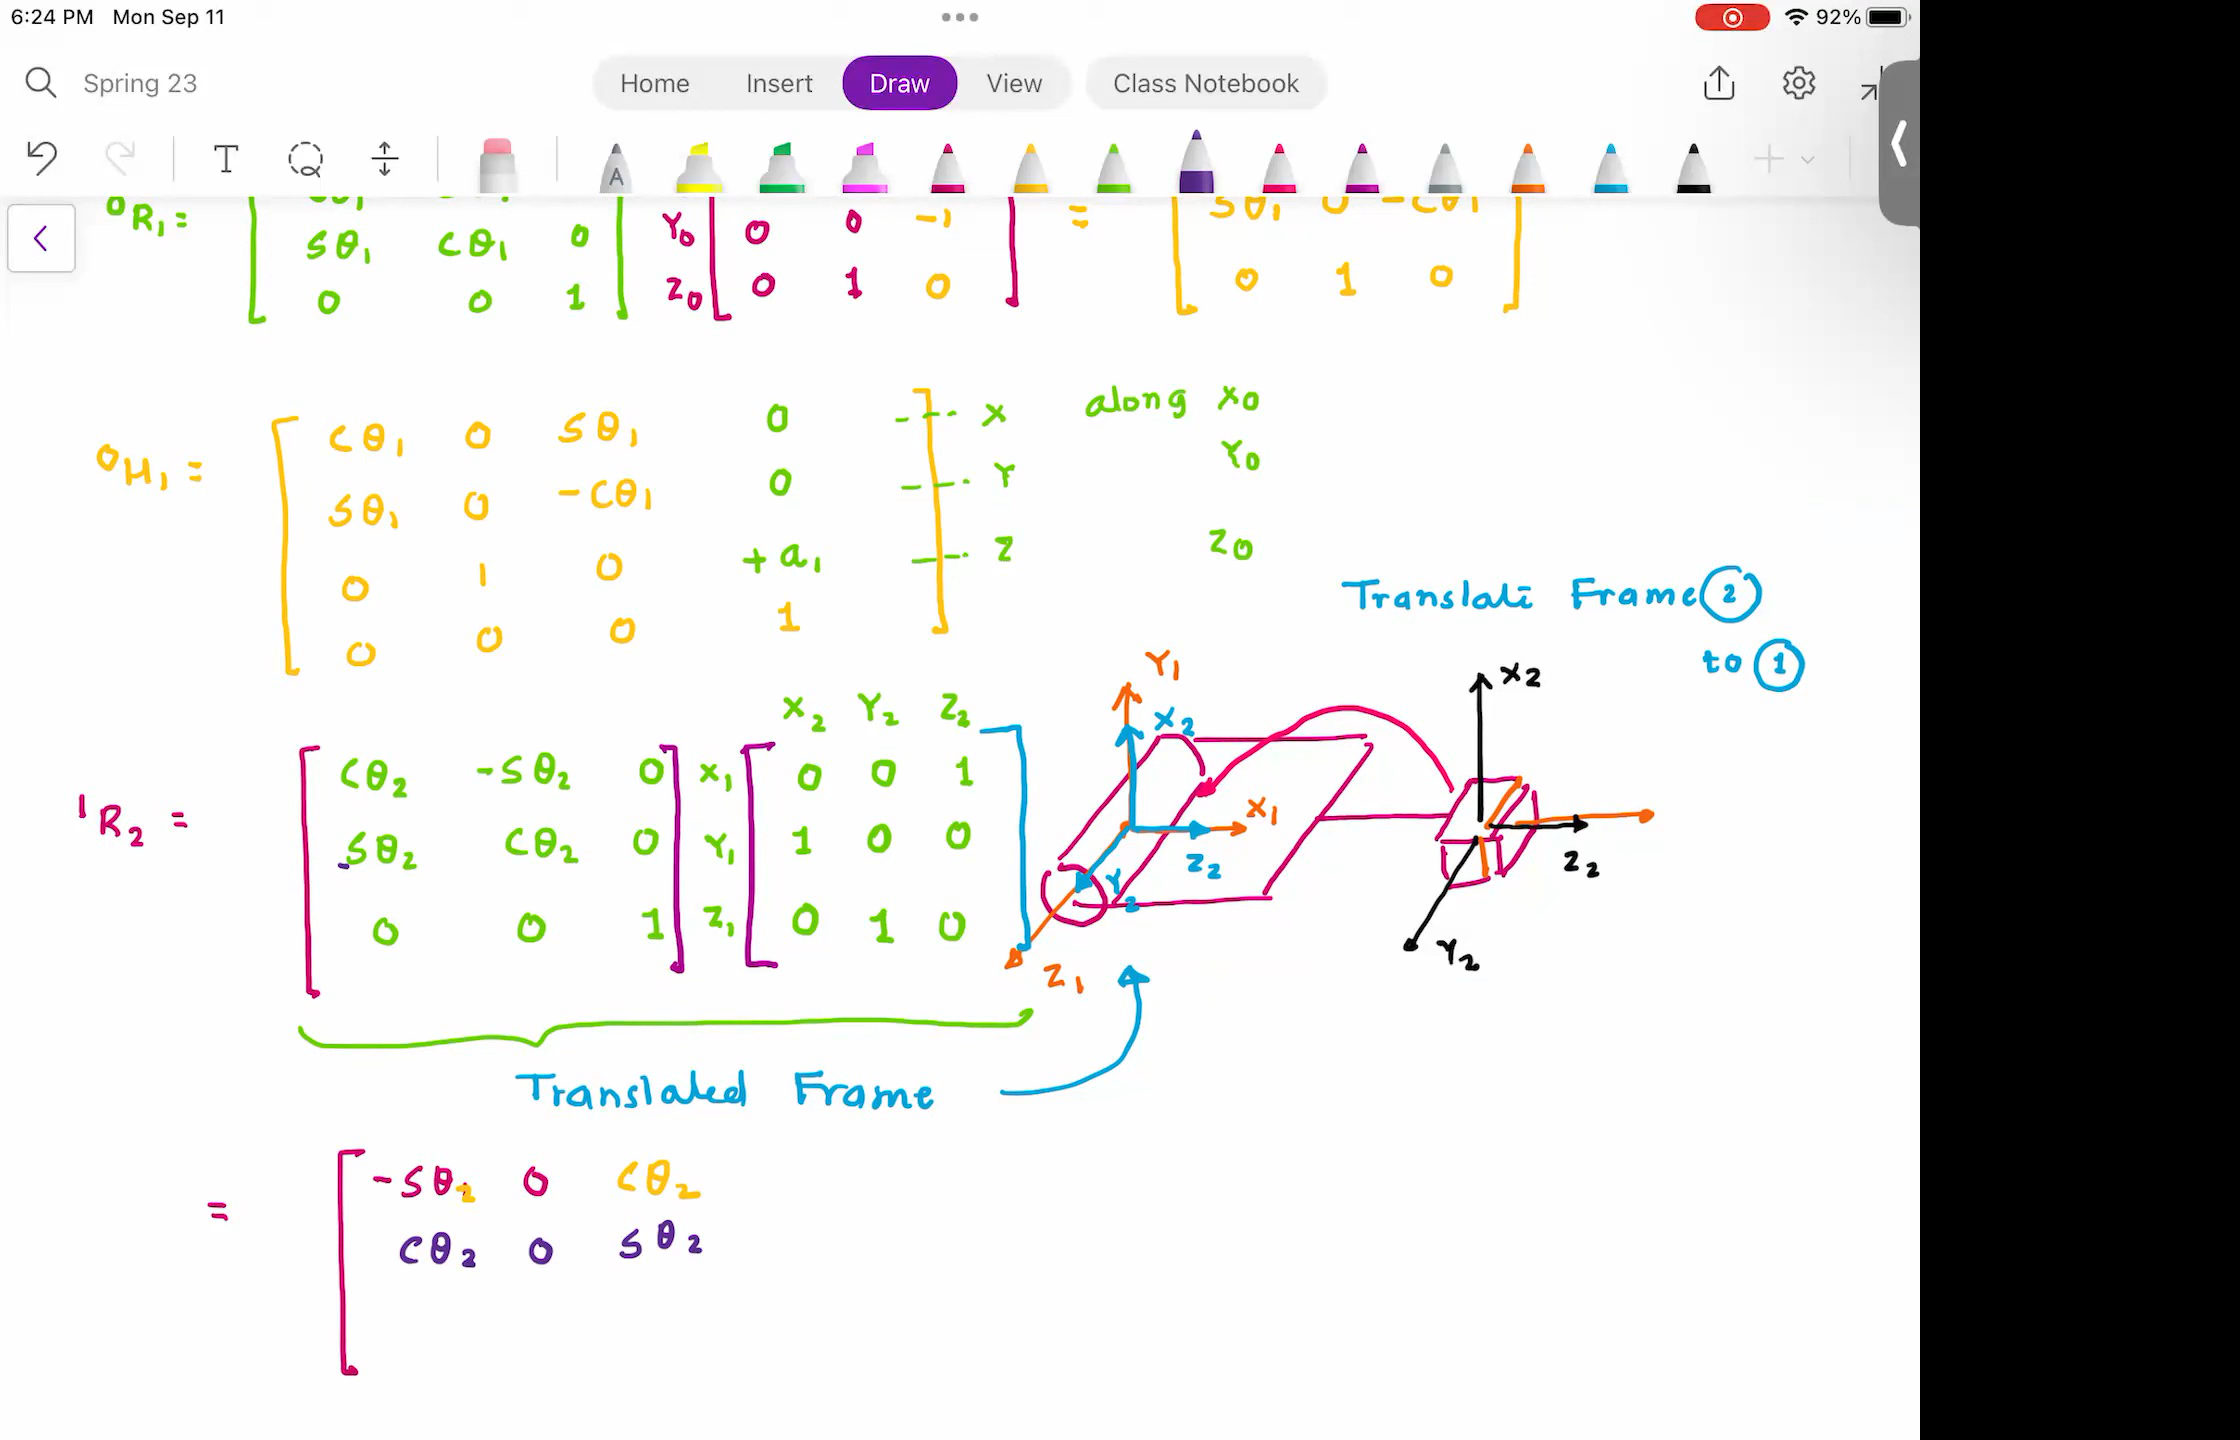 6:24 PM Mon Sep 11
92%
Spring 23
Home Insert Draw View Class Notebook
T
A
⁰R₁ = Sθ₁ Cθ₁ 0 Y₀ 0 0 -1 = Sθ₁ 0 -Cθ₁
0 0 1 Z₀ 0 1 0 0 1 0
⁰H₁ =
Cθ₁ 0 Sθ₁ 0 --- X along X₀
Sθ₁ 0 -Cθ₁ 0 --- Y Y₀
0 1 0 +a₁ --- Z Z₀
0 0 0 1
Translate Frame 2
to 1
X₂ Y₂ Z₂
¹R₂ =
Cθ₂ -Sθ₂ 0 X₁ 0 0 1
Sθ₂ Cθ₂ 0 Y₁ 1 0 0
0 0 1 Z₁ 0 1 0
Y₁
X₂
X₁
Z₂
Y₂
Z₁
X₂
Z₂
Y₂
Translated Frame
=
-Sθ₂ 0 Cθ₂
Cθ₂ 0 Sθ₂